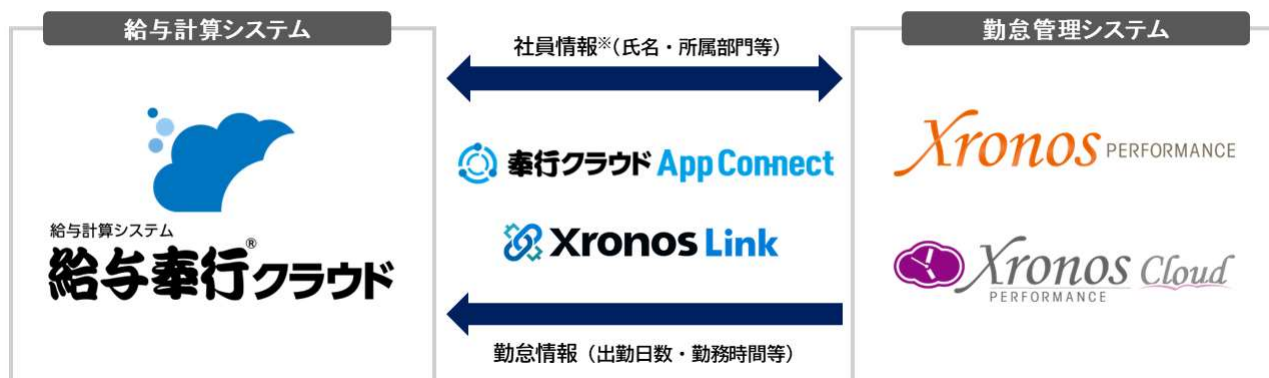 給与計算システム
給与計算システム
給与奉行®クラウド
社員情報※(氏名・所属部門等)
奉行クラウド App Connect
Xronos Link
勤怠情報（出勤日数・勤務時間等）
勤怠管理システム
Xronos PERFORMANCE
Xronos Cloud
PERFORMANCE